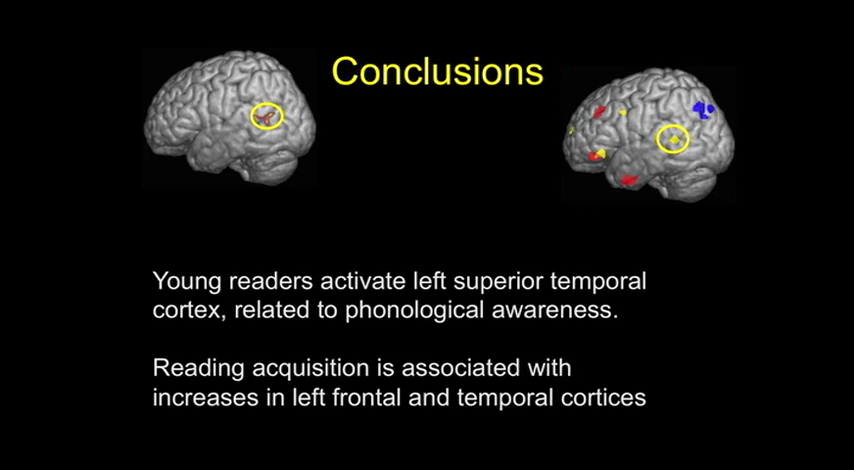 Conclusions
Young readers activate left superior temporal
cortex, related to phonological awareness.
Reading acquisition is associated with
increases in left frontal and temporal cortices